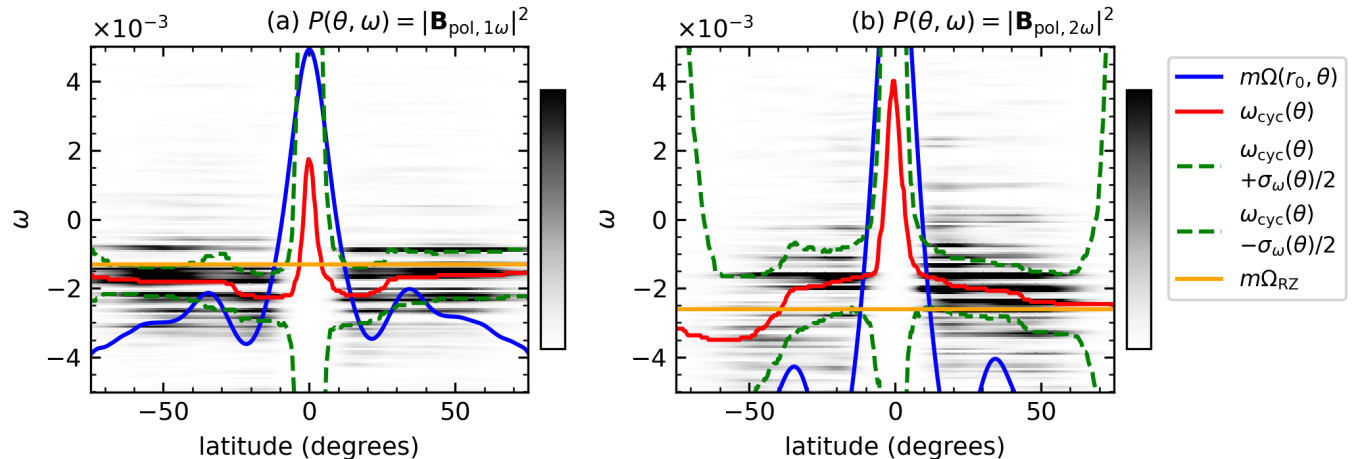 ×10⁻³
(a) P(θ, ω) = |B_pol, 1ω|²
4
2
0
−2
−4
ω
−50
0
50
latitude (degrees)
×10⁻³
(b) P(θ, ω) = |B_pol, 2ω|²
4
2
0
−2
−4
ω
−50
0
50
latitude (degrees)
mΩ(r₀, θ)
ω_cyc(θ)
ω_cyc(θ)
+σ_ω(θ)/2
ω_cyc(θ)
−σ_ω(θ)/2
mΩ_RZ